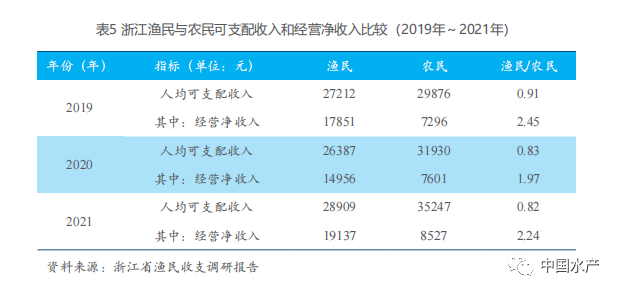 表5 浙江渔民与农民可支配收入和经营净收入比较（2019年～2021年）
年份（年） 指标（单位：元） 渔民 农民 渔民/农民
2019 人均可支配收入 27212 29876 0.91
其中：经营净收入 17851 7296 2.45
2020 人均可支配收入 26387 31930 0.83
其中：经营净收入 14956 7601 1.97
2021 人均可支配收入 28909 35247 0.82
其中：经营净收入 19137 8527 2.24
资料来源：浙江省渔民收支调研报告
中国水产